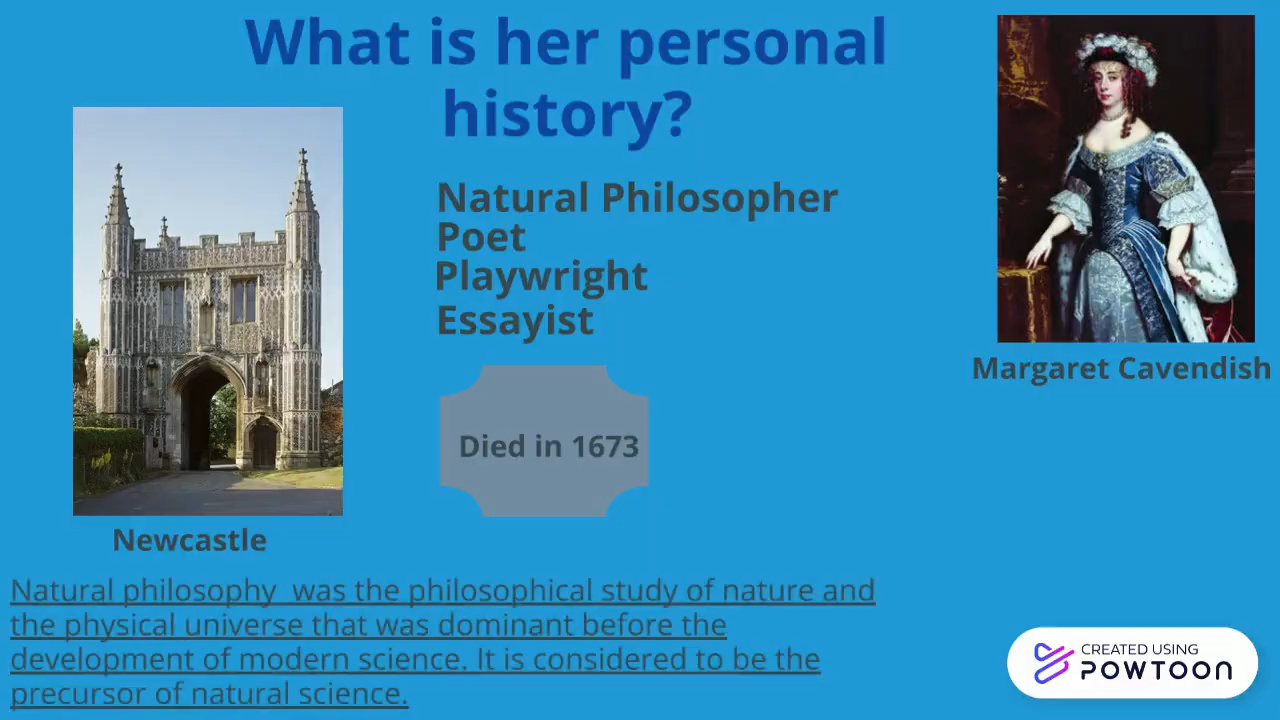 What is her personal
history?
Natural Philosopher
Poet
Playwright
Essayist
Margaret Cavendish
Died in 1673
Newcastle
Natural philosophy  was the philosophical study of nature and
the physical universe that was dominant before the
development of modern science. It is considered to be the
precursor of natural science.
CREATED USING
POWTOON